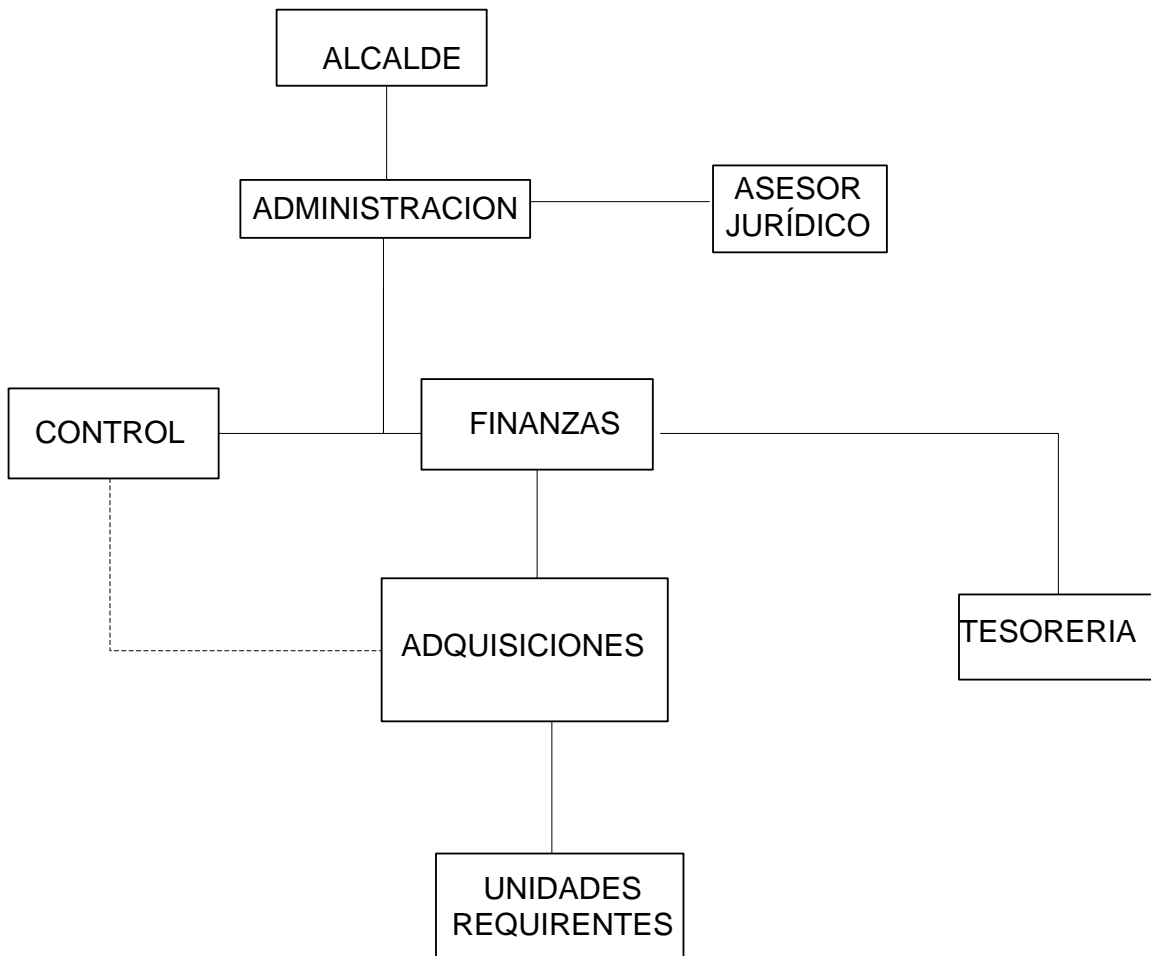 ALCALDE
ADMINISTRACION
ASESOR
JURÍDICO
CONTROL
FINANZAS
ADQUISICIONES
TESORERIA
UNIDADES
REQUIRENTES